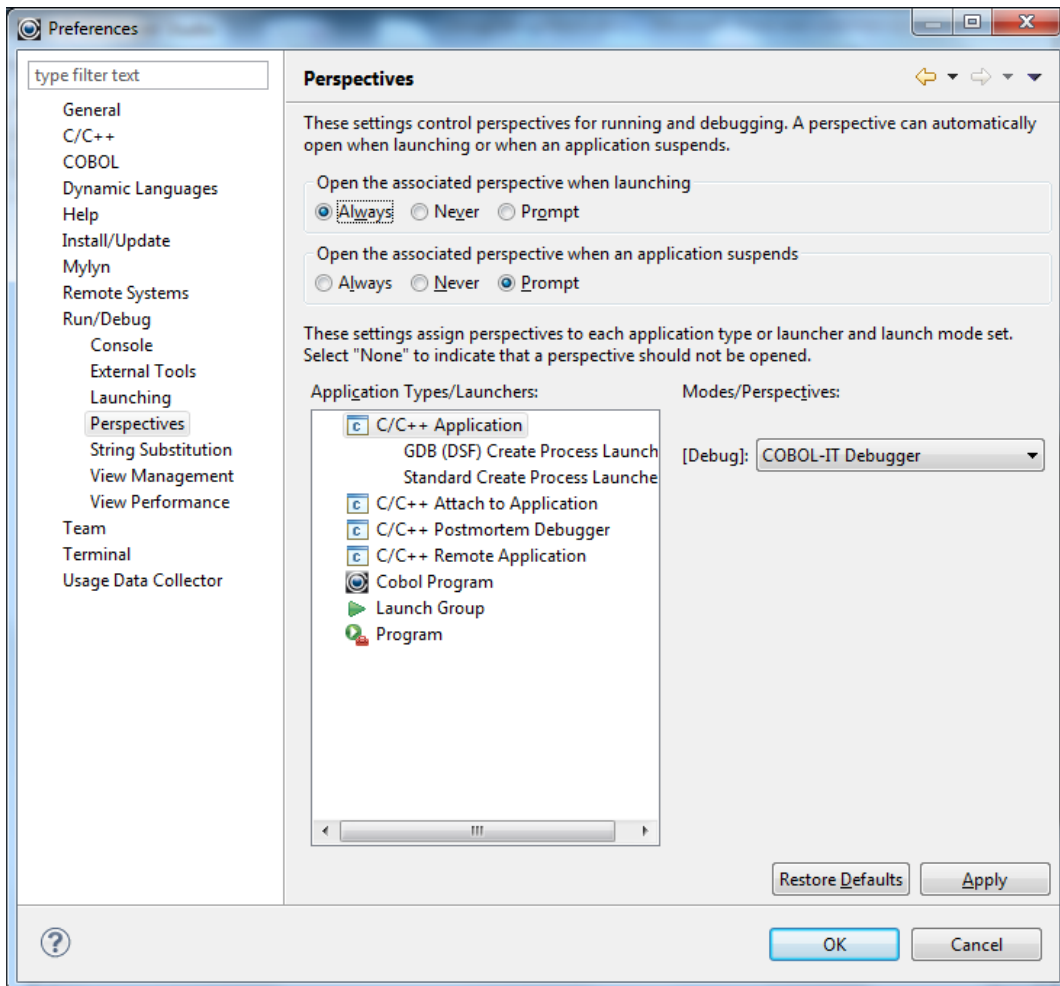 Preferences
type filter text
General
C/C++
COBOL
Dynamic Languages
Help
Install/Update
Mylyn
Remote Systems
Run/Debug
Console
External Tools
Launching
Perspectives
String Substitution
View Management
View Performance
Team
Terminal
Usage Data Collector
Perspectives
These settings control perspectives for running and debugging. A perspective can automatically
open when launching or when an application suspends.
Open the associated perspective when launching
Always Never Prompt
Open the associated perspective when an application suspends
Always Never Prompt
These settings assign perspectives to each application type or launcher and launch mode set.
Select "None" to indicate that a perspective should not be opened.
Application Types/Launchers:
C/C++ Application
GDB (DSF) Create Process Launch
Standard Create Process Launche
C/C++ Attach to Application
C/C++ Postmortem Debugger
C/C++ Remote Application
Cobol Program
Launch Group
Program
Modes/Perspectives:
[Debug]: COBOL-IT Debugger
Restore Defaults Apply
OK Cancel